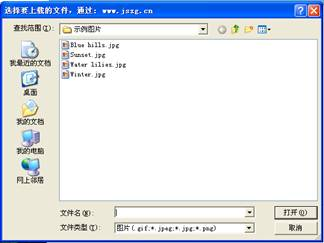 选择要上载的文件，通过: www.jszg.cn
查找范围(I):
示例图片
我最近的文档
桌面
我的文档
我的电脑
网上邻居
Blue hills.jpg
Sunset.jpg
Water lilies.jpg
Winter.jpg
文件名(N):
打开(O)
文件类型(T):
图片(.gif;*.jpeg;*.jpg;*.png)
取消